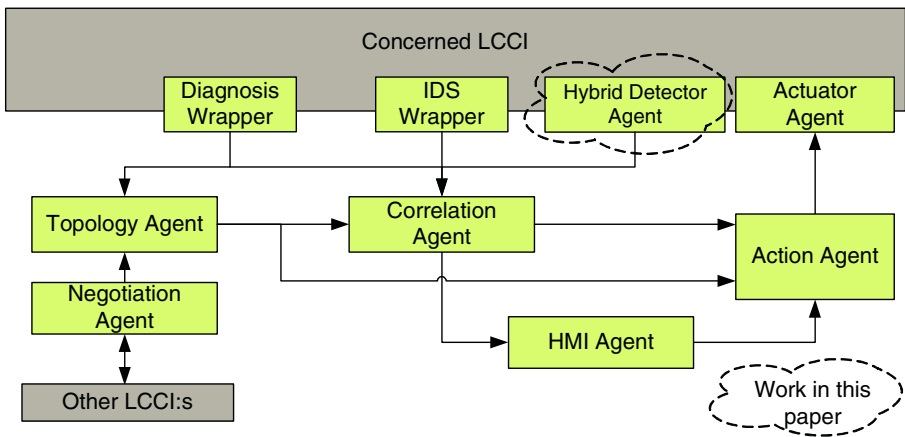 Concerned LCCI
Diagnosis
Wrapper
IDS
Wrapper
Hybrid Detector
Agent
Actuator
Agent
Topology Agent
Correlation
Agent
Action Agent
Negotiation
Agent
HMI Agent
Other LCCI:s
Work in this
paper